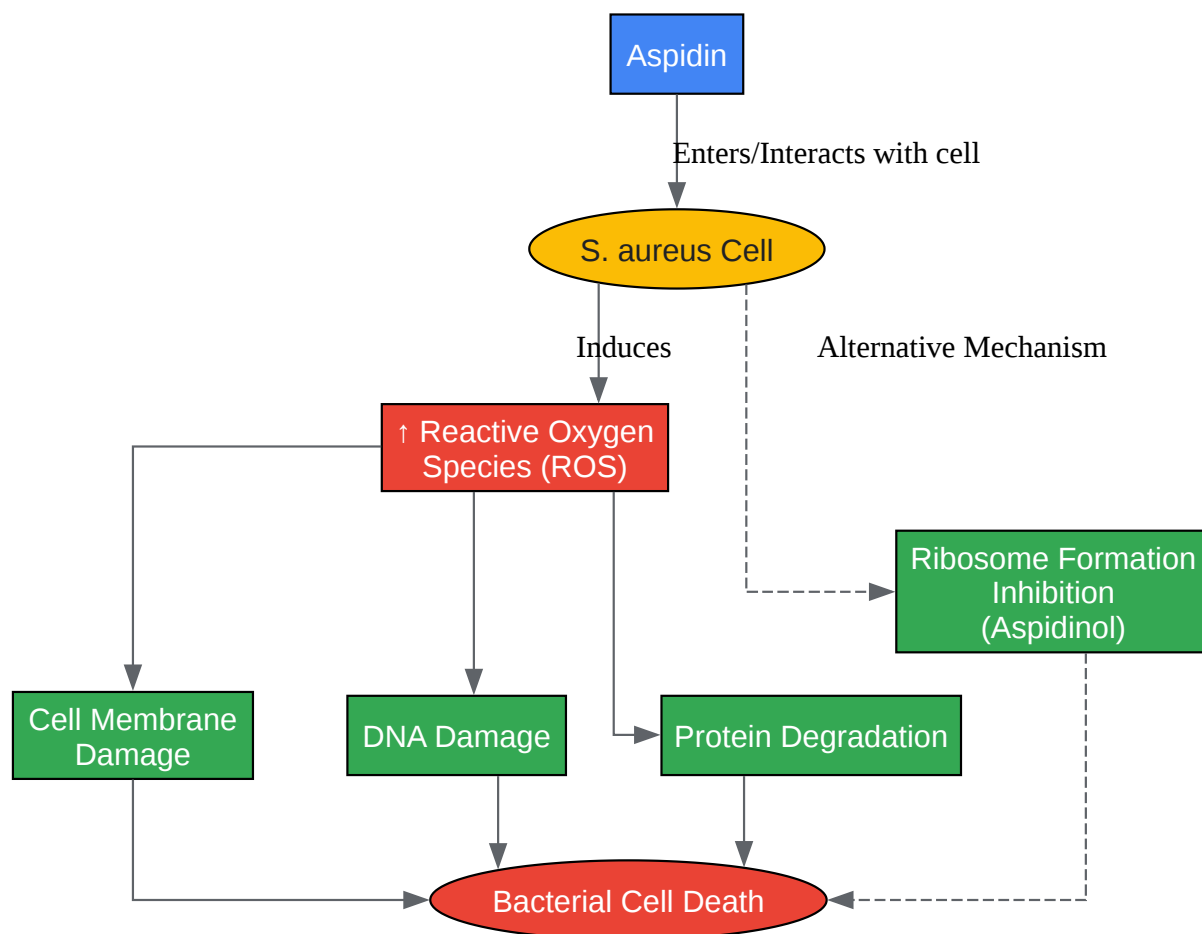 Aspidin
Enters/Interacts with cell
S. aureus Cell
Induces
Alternative Mechanism
↑ Reactive Oxygen
Species (ROS)
Ribosome Formation
Inhibition
(Aspidinol)
Cell Membrane
Damage
DNA Damage
Protein Degradation
Bacterial Cell Death